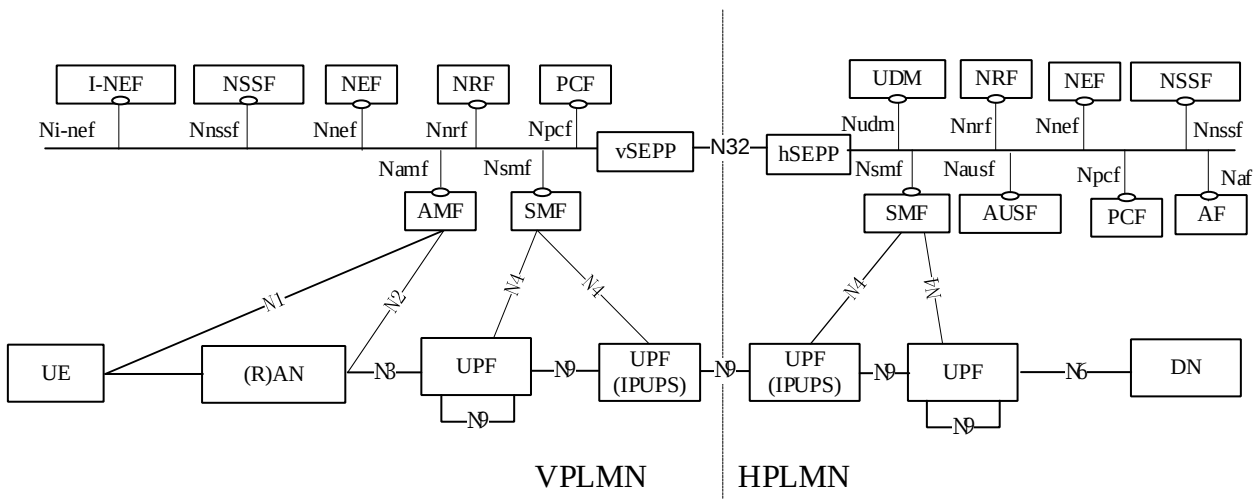 I-NEF NSSF NEF NRF PCF UDM NRF NEF NSSF
Ni-nef Nnssf Nnef Nnrf Npcf Nudm Nnrf Nnef Nnssf
vSEPP N32 hSEPP
Namf Nsmf Nsmf Nausf Npcf Naf
AMF SMF SMF AUSF PCF AF
N1 N2 N4 N4 N4 N4
UE (R)AN N3 UPF N9 UPF
(IPUPS) N9 UPF
(IPUPS) N9 UPF N6 DN
N9 N9
VPLMN HPLMN